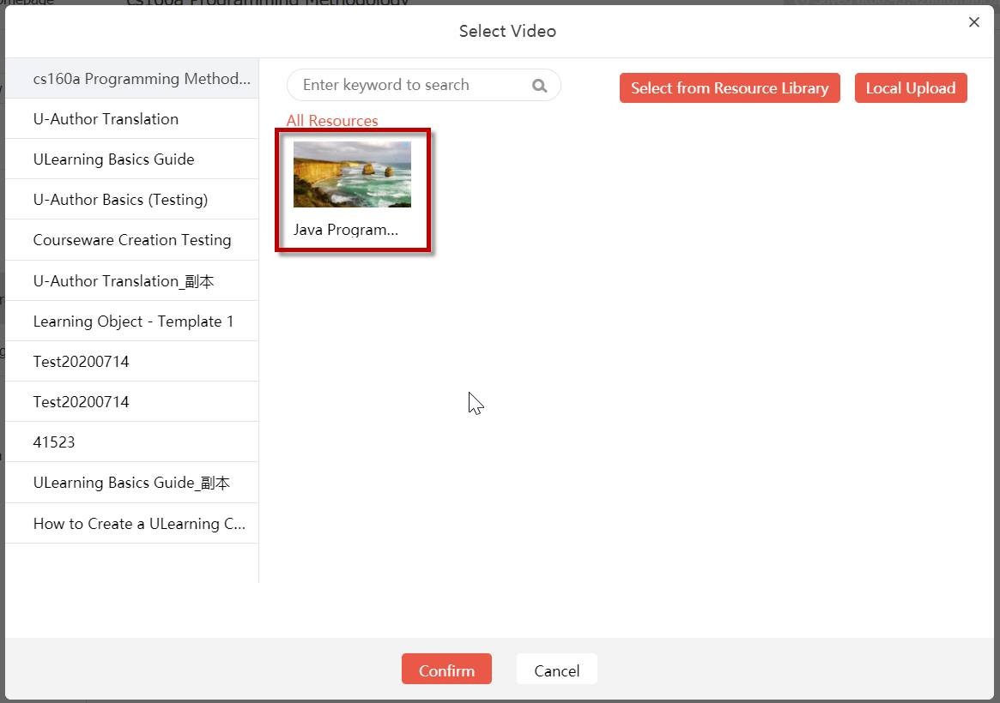 Select Video
cs160a Programming Method...
U-Author Translation
ULearning Basics Guide
U-Author Basics (Testing)
Courseware Creation Testing
U-Author Translation_副本
Learning Object - Template 1
Test20200714
Test20200714
41523
ULearning Basics Guide_副本
How to Create a ULearning C...
Enter keyword to search
Select from Resource Library
Local Upload
All Resources
Java Program...
Confirm
Cancel